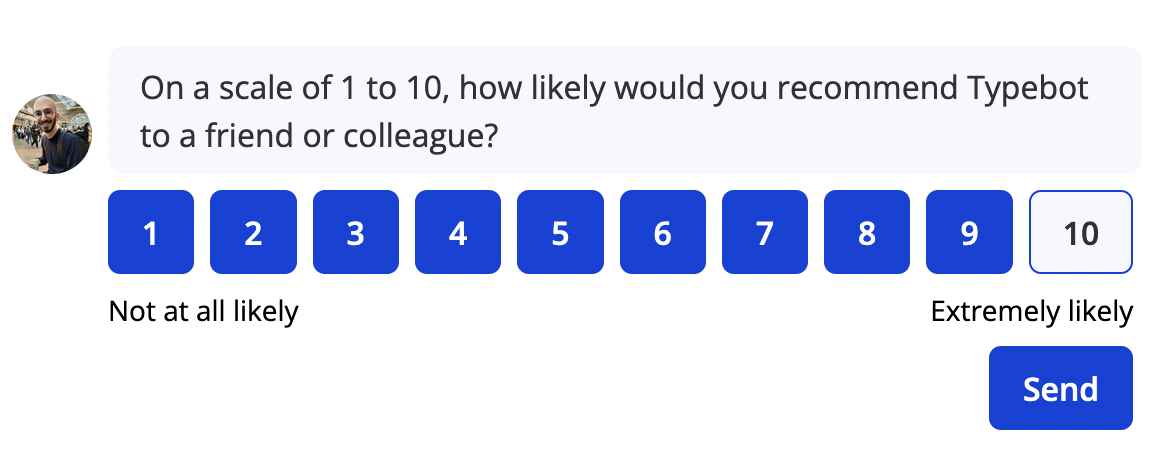 On a scale of 1 to 10, how likely would you recommend Typebot
to a friend or colleague?
1 2 3 4 5 6 7 8 9 10
Not at all likely Extremely likely
Send